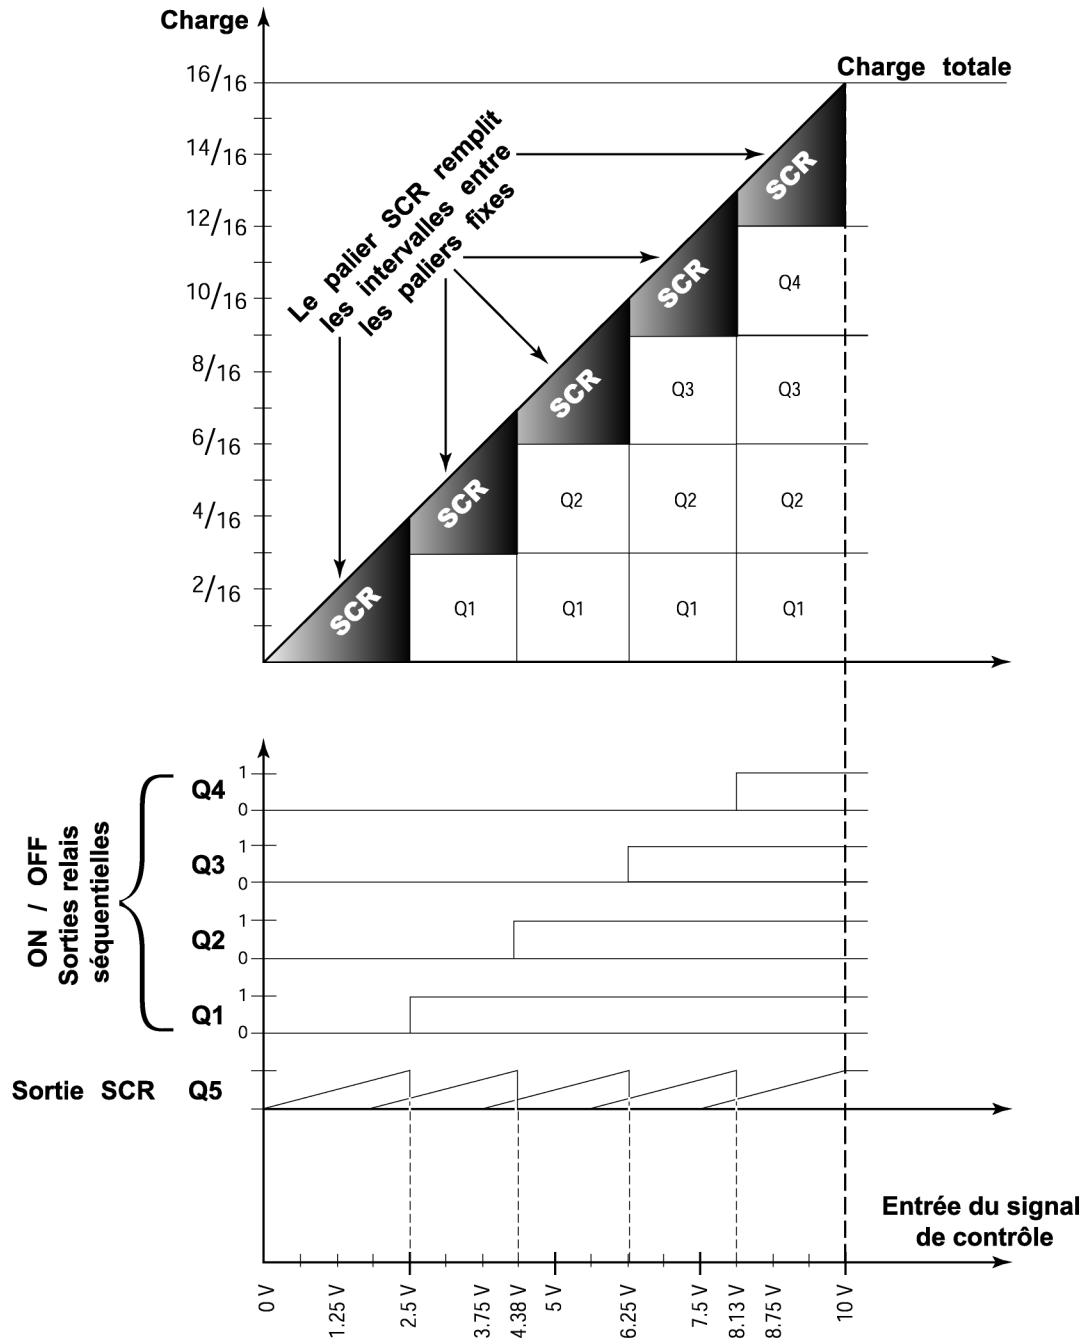 Charge
16/16
Charge totale
14/16
12/16
10/16
8/16
6/16
4/16
2/16
Le palier SCR remplit
les intervalles entre
les paliers fixes
SCR
SCR
Q4
SCR
Q3
Q3
SCR
Q2
Q2
Q2
SCR
Q1
Q1
Q1
Q1
ON / OFF
Sorties relais
séquentielles
Q4
1
0
Q3
1
0
Q2
1
0
Q1
1
0
Sortie SCR Q5
Entrée du signal
de contrôle
0 V
1.25 V
2.5 V
3.75 V
4.38 V
5 V
6.25 V
7.5 V
8.13 V
8.75 V
10 V